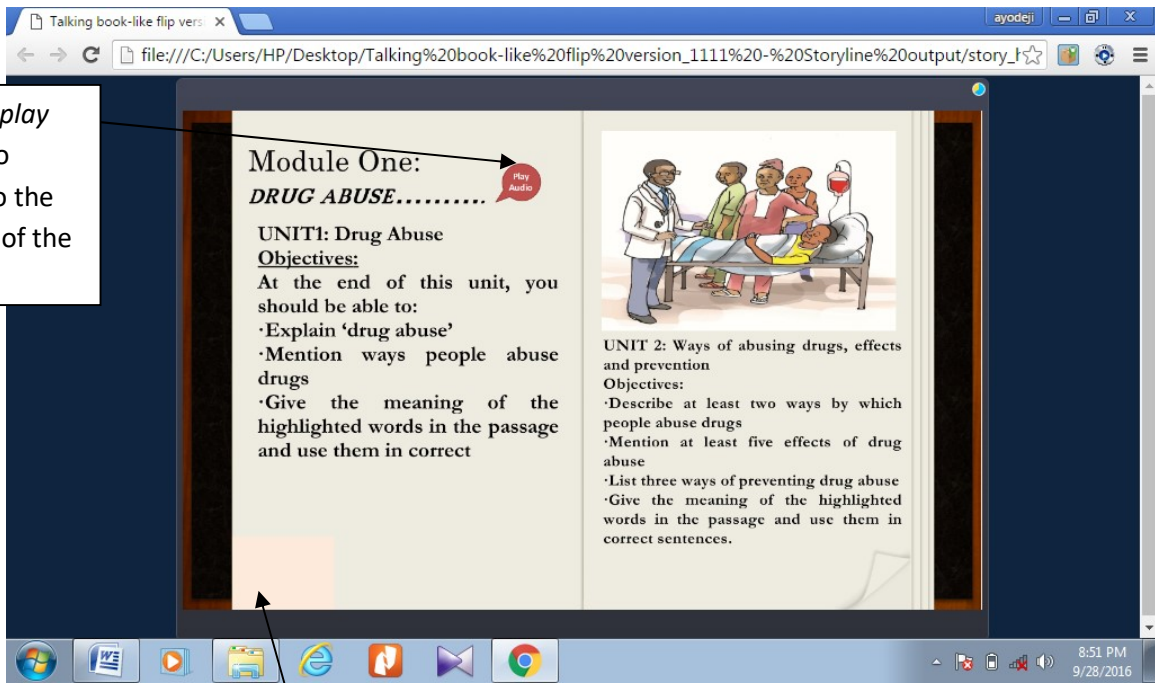 Talking book-like flip vers
ayodeji
file:///C:/Users/HP/Desktop/Talking%20book-like%20flip%20version_1111%20-%20Storyline%20output/story_h
play
o
o the
of the
Module One:
DRUG ABUSE..........
Play
Audio
UNIT1: Drug Abuse
Objectives:
At the end of this unit, you
should be able to:
·Explain ‘drug abuse’
·Mention ways people abuse
drugs
·Give the meaning of the
highlighted words in the passage
and use them in correct
UNIT 2: Ways of abusing drugs, effects
and prevention
Objectives:
·Describe at least two ways by which
people abuse drugs
·Mention at least five effects of drug
abuse
·List three ways of preventing drug abuse
·Give the meaning of the highlighted
words in the passage and use them in
correct sentences.
8:51 PM
9/28/2016